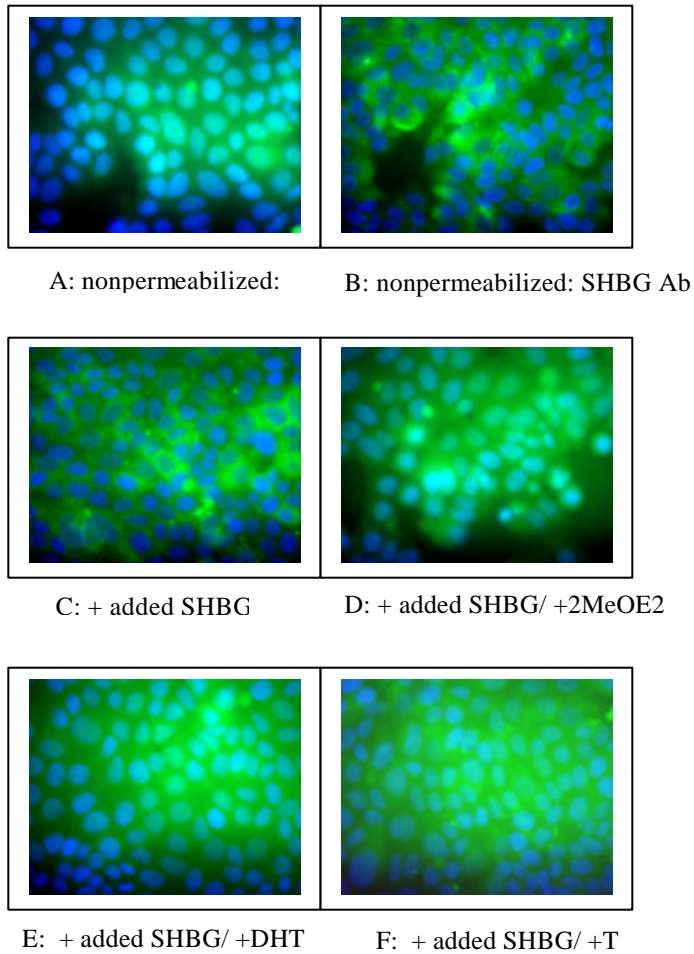 A: nonpermeabilized:
B: nonpermeabilized: SHBG Ab
C: + added SHBG
D: + added SHBG/ +2MeOE2
E: + added SHBG/ +DHT
F: + added SHBG/ +T